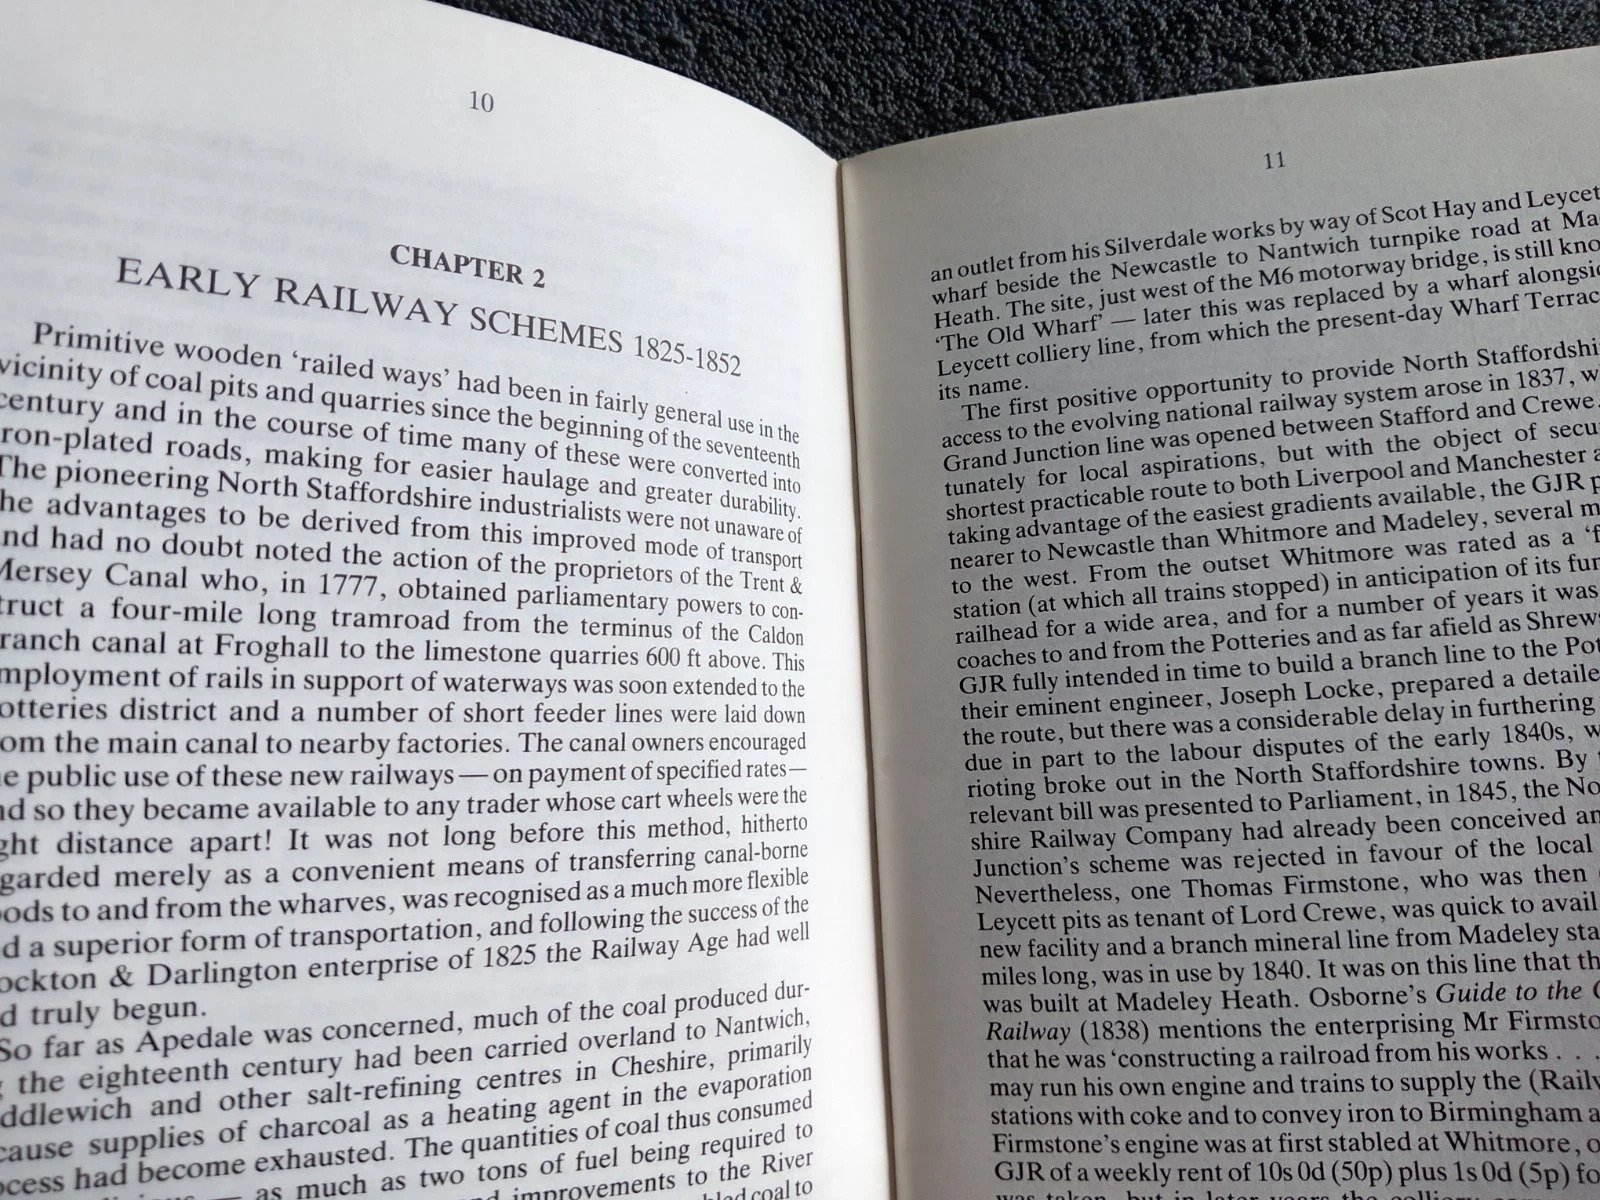 10
CHAPTER 2
EARLY RAILWAY SCHEMES 1825-1852
Primitive wooden ‘railed ways’ had been in fairly general use in the
vicinity of coal pits and quarries since the beginning of the seventeenth
century and in the course of time many of these were converted into
ron-plated roads, making for easier haulage and greater durability.
The pioneering North Staffordshire industrialists were not unaware of
he advantages to be derived from this improved mode of transport
nd had no doubt noted the action of the proprietors of the Trent &
Mersey Canal who, in 1777, obtained parliamentary powers to con-
truct a four-mile long tramroad from the terminus of the Caldon
ranch canal at Froghall to the limestone quarries 600 ft above. This
mployment of rails in support of waterways was soon extended to the
otteries district and a number of short feeder lines were laid down
om the main canal to nearby factories. The canal owners encouraged
e public use of these new railways — on payment of specified rates —
nd so they became available to any trader whose cart wheels were the
ght distance apart! It was not long before this method, hitherto
garded merely as a convenient means of transferring canal-borne
oods to and from the wharves, was recognised as a much more flexible
d a superior form of transportation, and following the success of the
ockton & Darlington enterprise of 1825 the Railway Age had well
d truly begun.
So far as Apedale was concerned, much of the coal produced dur-
g the eighteenth century had been carried overland to Nantwich,
ddlewich and other salt-refining centres in Cheshire, primarily
cause supplies of charcoal as a heating agent in the evaporation
ocess had become exhausted. The quantities of coal thus consumed
— as much as two tons of fuel being required to
improvements to the River
coal to
11
an outlet from his Silverdale works by way of Scot Hay and Leycet
wharf beside the Newcastle to Nantwich turnpike road at Ma
Heath. The site, just west of the M6 motorway bridge, is still kno
‘The Old Wharf’ — later this was replaced by a wharf alongsi
Leycett colliery line, from which the present-day Wharf Terrac
its name.
The first positive opportunity to provide North Staffordshi
access to the evolving national railway system arose in 1837, w
Grand Junction line was opened between Stafford and Crewe.
tunately for local aspirations, but with the object of secu
shortest practicable route to both Liverpool and Manchester a
taking advantage of the easiest gradients available, the GJR p
nearer to Newcastle than Whitmore and Madeley, several m
to the west. From the outset Whitmore was rated as a ‘f
station (at which all trains stopped) in anticipation of its fu
railhead for a wide area, and for a number of years it was
coaches to and from the Potteries and as far afield as Shrews
GJR fully intended in time to build a branch line to the Pot
their eminent engineer, Joseph Locke, prepared a detaile
the route, but there was a considerable delay in furthering
due in part to the labour disputes of the early 1840s, w
rioting broke out in the North Staffordshire towns. By
relevant bill was presented to Parliament, in 1845, the No
shire Railway Company had already been conceived an
Junction’s scheme was rejected in favour of the local
Nevertheless, one Thomas Firmstone, who was then
Leycett pits as tenant of Lord Crewe, was quick to avail
new facility and a branch mineral line from Madeley sta
miles long, was in use by 1840. It was on this line that th
was built at Madeley Heath. Osborne’s Guide to the G
Railway (1838) mentions the enterprising Mr Firmsto
that he was ‘constructing a railroad from his works . . .
may run his own engine and trains to supply the (Railw
stations with coke and to convey iron to Birmingham a
Firmstone’s engine was at first stabled at Whitmore, o
GJR of a weekly rent of 10s 0d (50p) plus 1s 0d (5p) fo